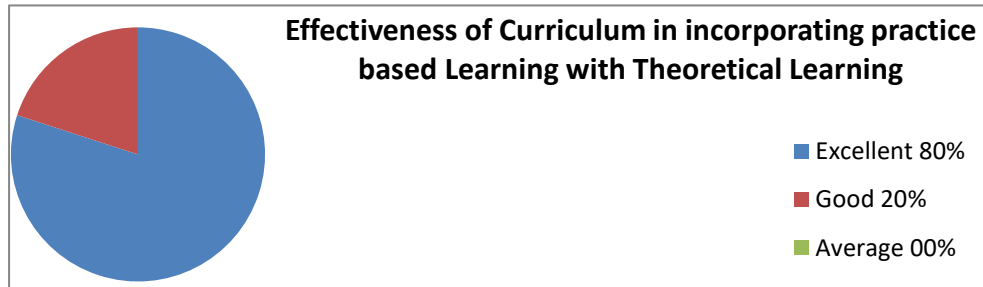 Effectiveness of Curriculum in incorporating practice
based Learning with Theoretical Learning
Excellent 80%
Good 20%
Average 00%